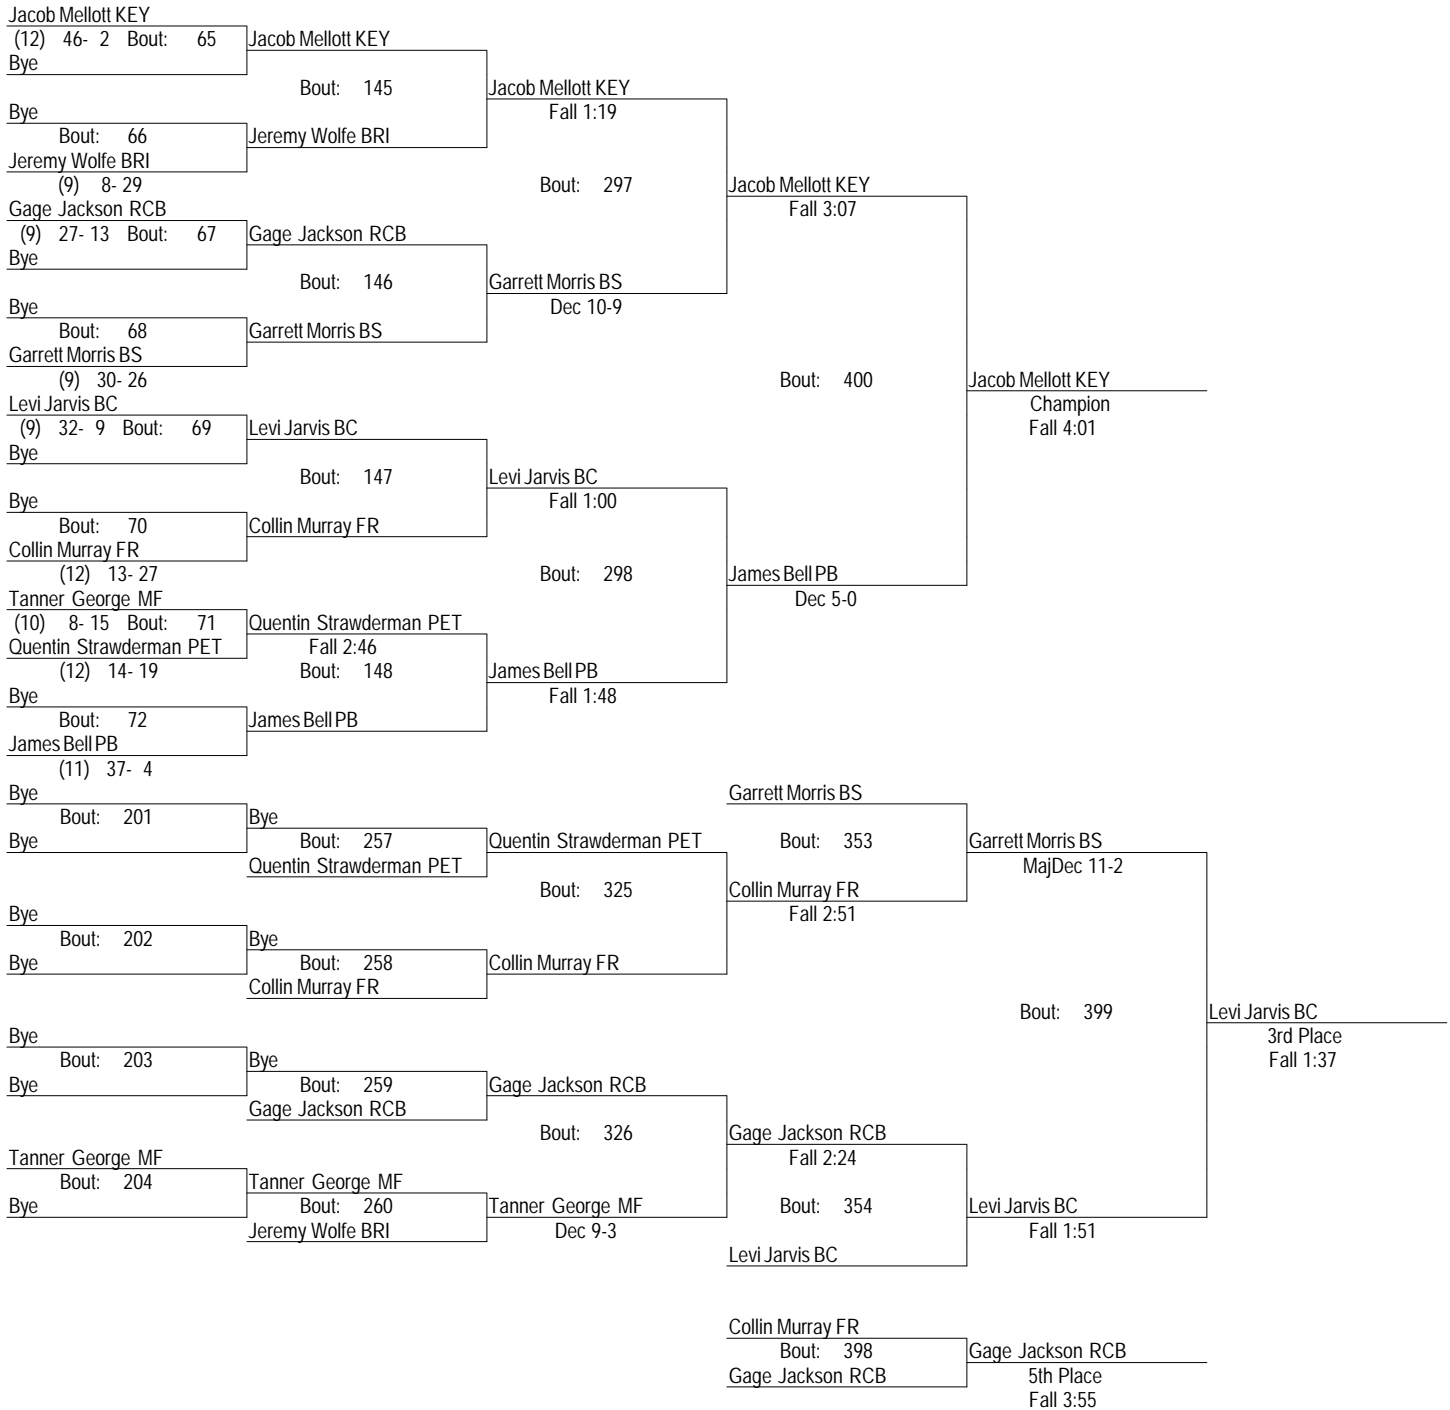 Jacob Mellott KEY
(12) 46- 2 Bout: 65 Jacob Mellott KEY
Bye
Bout: 145 Jacob Mellott KEY
Bye Fall 1:19
Bout: 66 Jeremy Wolfe BRI
Jeremy Wolfe BRI
(9) 8- 29 Bout: 297 Jacob Mellott KEY
Gage Jackson RCB Fall 3:07
(9) 27- 13 Bout: 67 Gage Jackson RCB
Bye
Bout: 146 Garrett Morris BS
Bye Dec 10-9
Bout: 68 Garrett Morris BS
Garrett Morris BS
(9) 30- 26 Bout: 400 Jacob Mellott KEY
Levi Jarvis BC Champion
(9) 32- 9 Bout: 69 Levi Jarvis BC Fall 4:01
Bye
Bout: 147 Levi Jarvis BC
Bye Fall 1:00
Bout: 70 Collin Murray FR
Collin Murray FR
(12) 13- 27 Bout: 298 James Bell PB
Tanner George MF Dec 5-0
(10) 8- 15 Bout: 71 Quentin Strawderman PET
Quentin Strawderman PET Fall 2:46
(12) 14- 19 Bout: 148 James Bell PB
Bye Fall 1:48
Bout: 72 James Bell PB
James Bell PB
(11) 37- 4
Bye Garrett Morris BS
Bout: 201 Bye
Bye Bout: 257 Quentin Strawderman PET Bout: 353 Garrett Morris BS
Quentin Strawderman PET MajDec 11-2
Bout: 325 Collin Murray FR
Bye Fall 2:51
Bout: 202 Bye
Bye Bout: 258 Collin Murray FR
Collin Murray FR
Bout: 399 Levi Jarvis BC
Bye 3rd Place
Bout: 203 Bye Fall 1:37
Bye Bout: 259 Gage Jackson RCB
Gage Jackson RCB
Bout: 326 Gage Jackson RCB
Tanner George MF Fall 2:24
Bout: 204 Tanner George MF
Bye Bout: 260 Tanner George MF Bout: 354 Levi Jarvis BC
Jeremy Wolfe BRI Dec 9-3 Fall 1:51
Levi Jarvis BC
Collin Murray FR
Bout: 398 Gage Jackson RCB
Gage Jackson RCB 5th Place
Fall 3:55